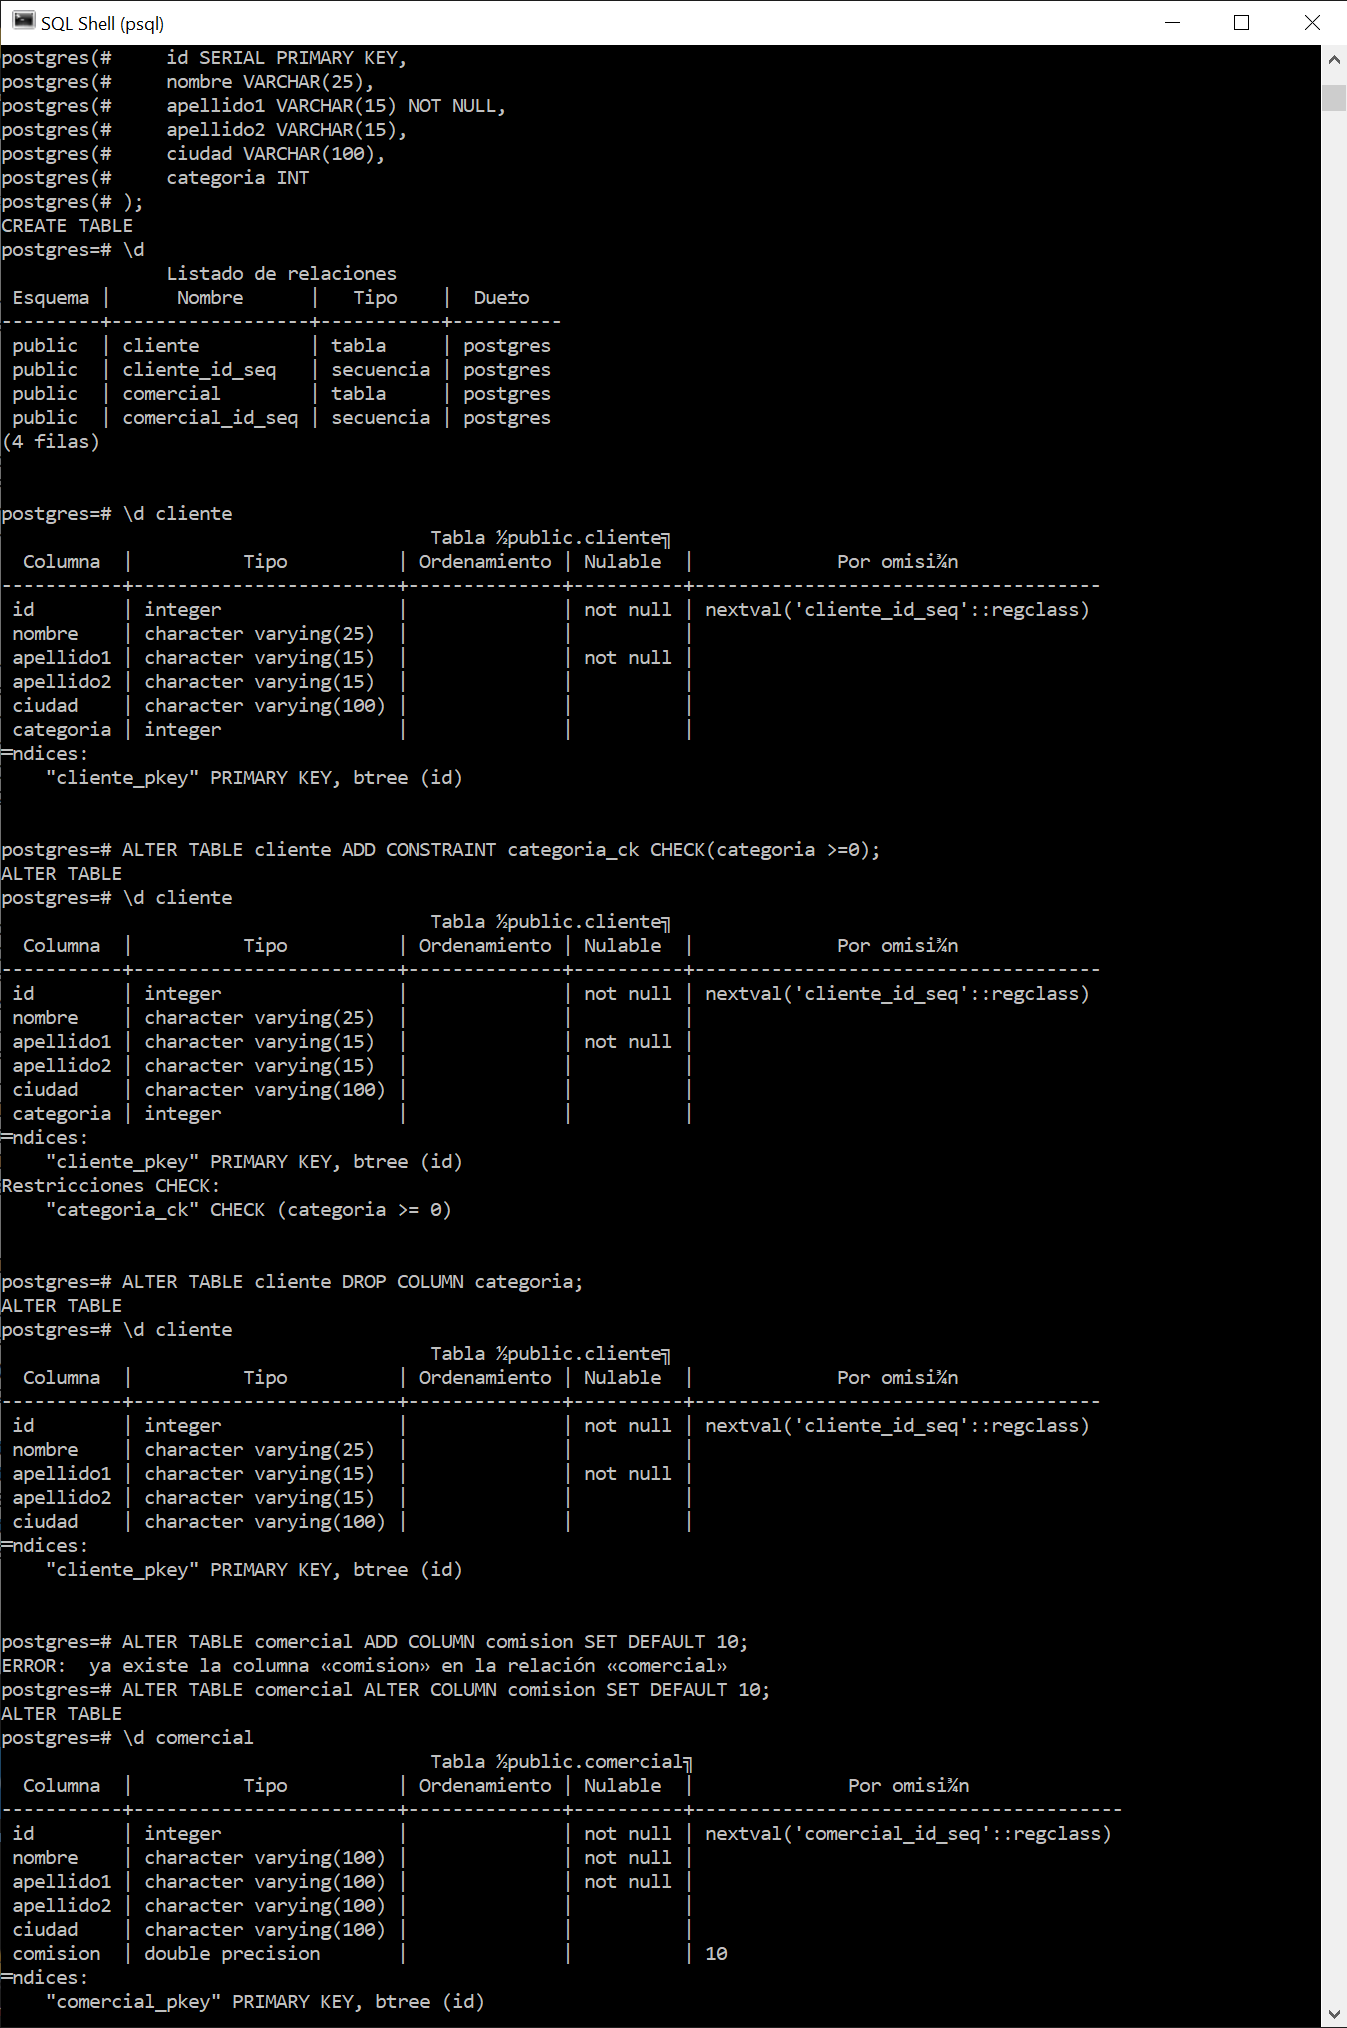 SQL Shell (psql)
postgres(#     id SERIAL PRIMARY KEY,
postgres(#     nombre VARCHAR(25),
postgres(#     apellido1 VARCHAR(15) NOT NULL,
postgres(#     apellido2 VARCHAR(15),
postgres(#     ciudad VARCHAR(100),
postgres(#     categoria INT
postgres(# );
CREATE TABLE
postgres=# \d
               Listado de relaciones
 Esquema |      Nombre      |   Tipo    |  Due±o
---------+------------------+-----------+----------
 public  | cliente          | tabla     | postgres
 public  | cliente_id_seq   | secuencia | postgres
 public  | comercial        | tabla     | postgres
 public  | comercial_id_seq | secuencia | postgres
(4 filas)
postgres=# \d cliente
                                       Tabla ½public.cliente╗
  Columna  |          Tipo          | Ordenamiento | Nulable  |             Por omisi¾n
-----------+------------------------+--------------+----------+-------------------------------------
 id        | integer                |              | not null | nextval('cliente_id_seq'::regclass)
 nombre    | character varying(25)  |              |          |
 apellido1 | character varying(15)  |              | not null |
 apellido2 | character varying(15)  |              |          |
 ciudad    | character varying(100) |              |          |
 categoria | integer                |              |          |
═ndices:
    "cliente_pkey" PRIMARY KEY, btree (id)
postgres=# ALTER TABLE cliente ADD CONSTRAINT categoria_ck CHECK(categoria >=0);
ALTER TABLE
postgres=# \d cliente
                                       Tabla ½public.cliente╗
  Columna  |          Tipo          | Ordenamiento | Nulable  |             Por omisi¾n
-----------+------------------------+--------------+----------+-------------------------------------
 id        | integer                |              | not null | nextval('cliente_id_seq'::regclass)
 nombre    | character varying(25)  |              |          |
 apellido1 | character varying(15)  |              | not null |
 apellido2 | character varying(15)  |              |          |
 ciudad    | character varying(100) |              |          |
 categoria | integer                |              |          |
═ndices:
    "cliente_pkey" PRIMARY KEY, btree (id)
Restricciones CHECK:
    "categoria_ck" CHECK (categoria >= 0)
postgres=# ALTER TABLE cliente DROP COLUMN categoria;
ALTER TABLE
postgres=# \d cliente
                                       Tabla ½public.cliente╗
  Columna  |          Tipo          | Ordenamiento | Nulable  |             Por omisi¾n
-----------+------------------------+--------------+----------+-------------------------------------
 id        | integer                |              | not null | nextval('cliente_id_seq'::regclass)
 nombre    | character varying(25)  |              |          |
 apellido1 | character varying(15)  |              | not null |
 apellido2 | character varying(15)  |              |          |
 ciudad    | character varying(100) |              |          |
═ndices:
    "cliente_pkey" PRIMARY KEY, btree (id)
postgres=# ALTER TABLE comercial ADD COLUMN comision SET DEFAULT 10;
ERROR:  ya existe la columna «comision» en la relación «comercial»
postgres=# ALTER TABLE comercial ALTER COLUMN comision SET DEFAULT 10;
ALTER TABLE
postgres=# \d comercial
                                       Tabla ½public.comercial╗
  Columna  |          Tipo          | Ordenamiento | Nulable  |              Por omisi¾n
-----------+------------------------+--------------+----------+---------------------------------------
 id        | integer                |              | not null | nextval('comercial_id_seq'::regclass)
 nombre    | character varying(100) |              | not null |
 apellido1 | character varying(100) |              | not null |
 apellido2 | character varying(100) |              |          |
 ciudad    | character varying(100) |              |          |
 comision  | double precision       |              |          | 10
═ndices:
    "comercial_pkey" PRIMARY KEY, btree (id)